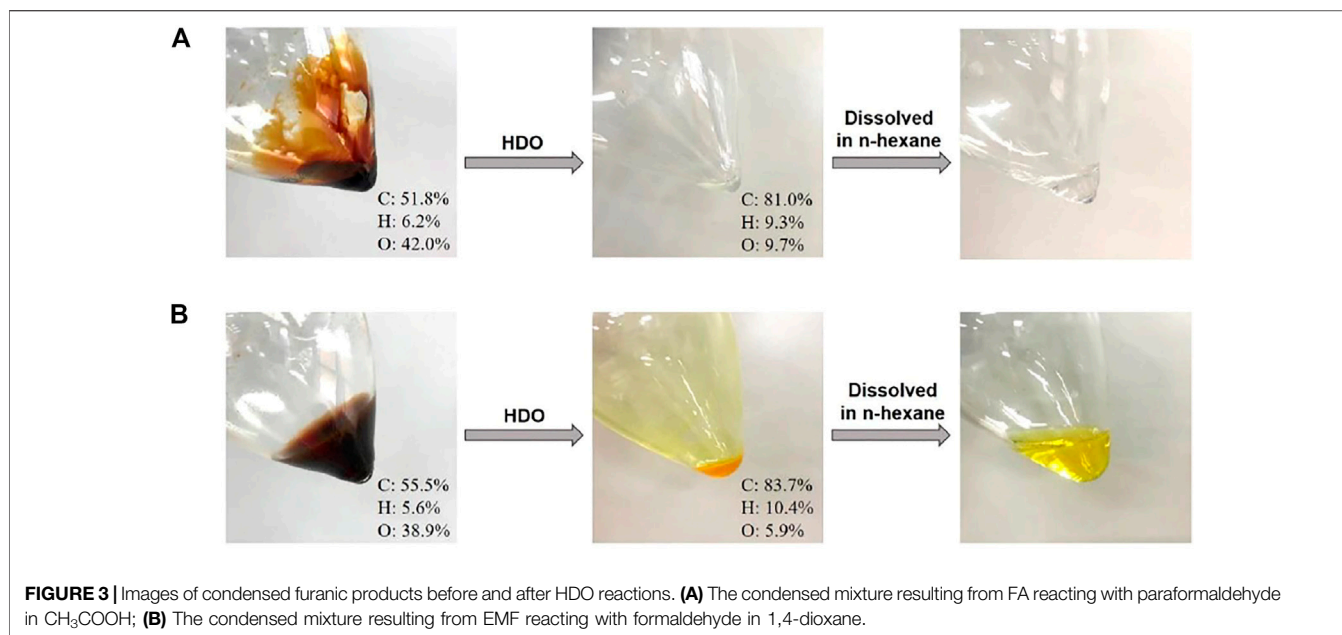 A
HDO
Dissolved
in n-hexane
C: 51.8%
H: 6.2%
O: 42.0%
C: 81.0%
H: 9.3%
O: 9.7%
B
HDO
Dissolved
in n-hexane
C: 55.5%
H: 5.6%
O: 38.9%
C: 83.7%
H: 10.4%
O: 5.9%
FIGURE 3 | Images of condensed furanic products before and after HDO reactions. (A) The condensed mixture resulting from FA reacting with paraformaldehyde
in CH₃COOH; (B) The condensed mixture resulting from EMF reacting with formaldehyde in 1,4-dioxane.